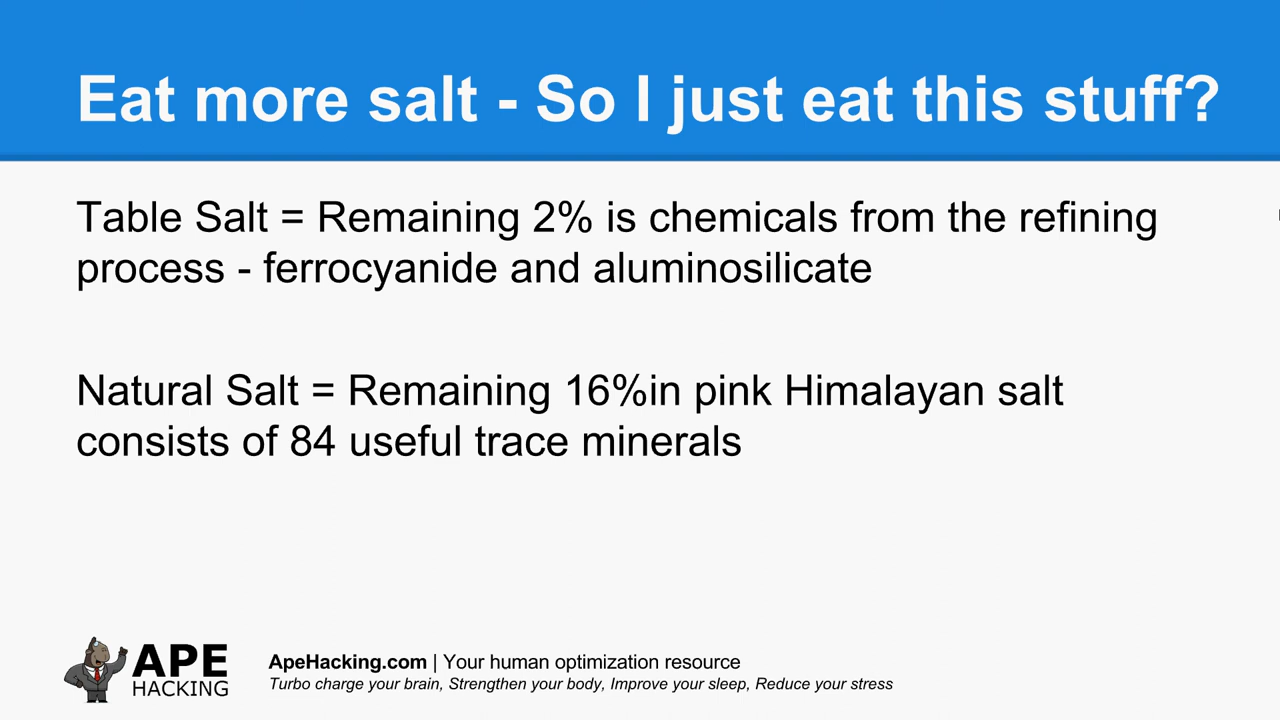 Eat more salt - So I just eat this stuff?
Table Salt = Remaining 2% is chemicals from the refining
process - ferrocyanide and aluminosilicate
Natural Salt = Remaining 16%in pink Himalayan salt
consists of 84 useful trace minerals
APE
HACKING
ApeHacking.com | Your human optimization resource
Turbo charge your brain, Strengthen your body, Improve your sleep, Reduce your stress